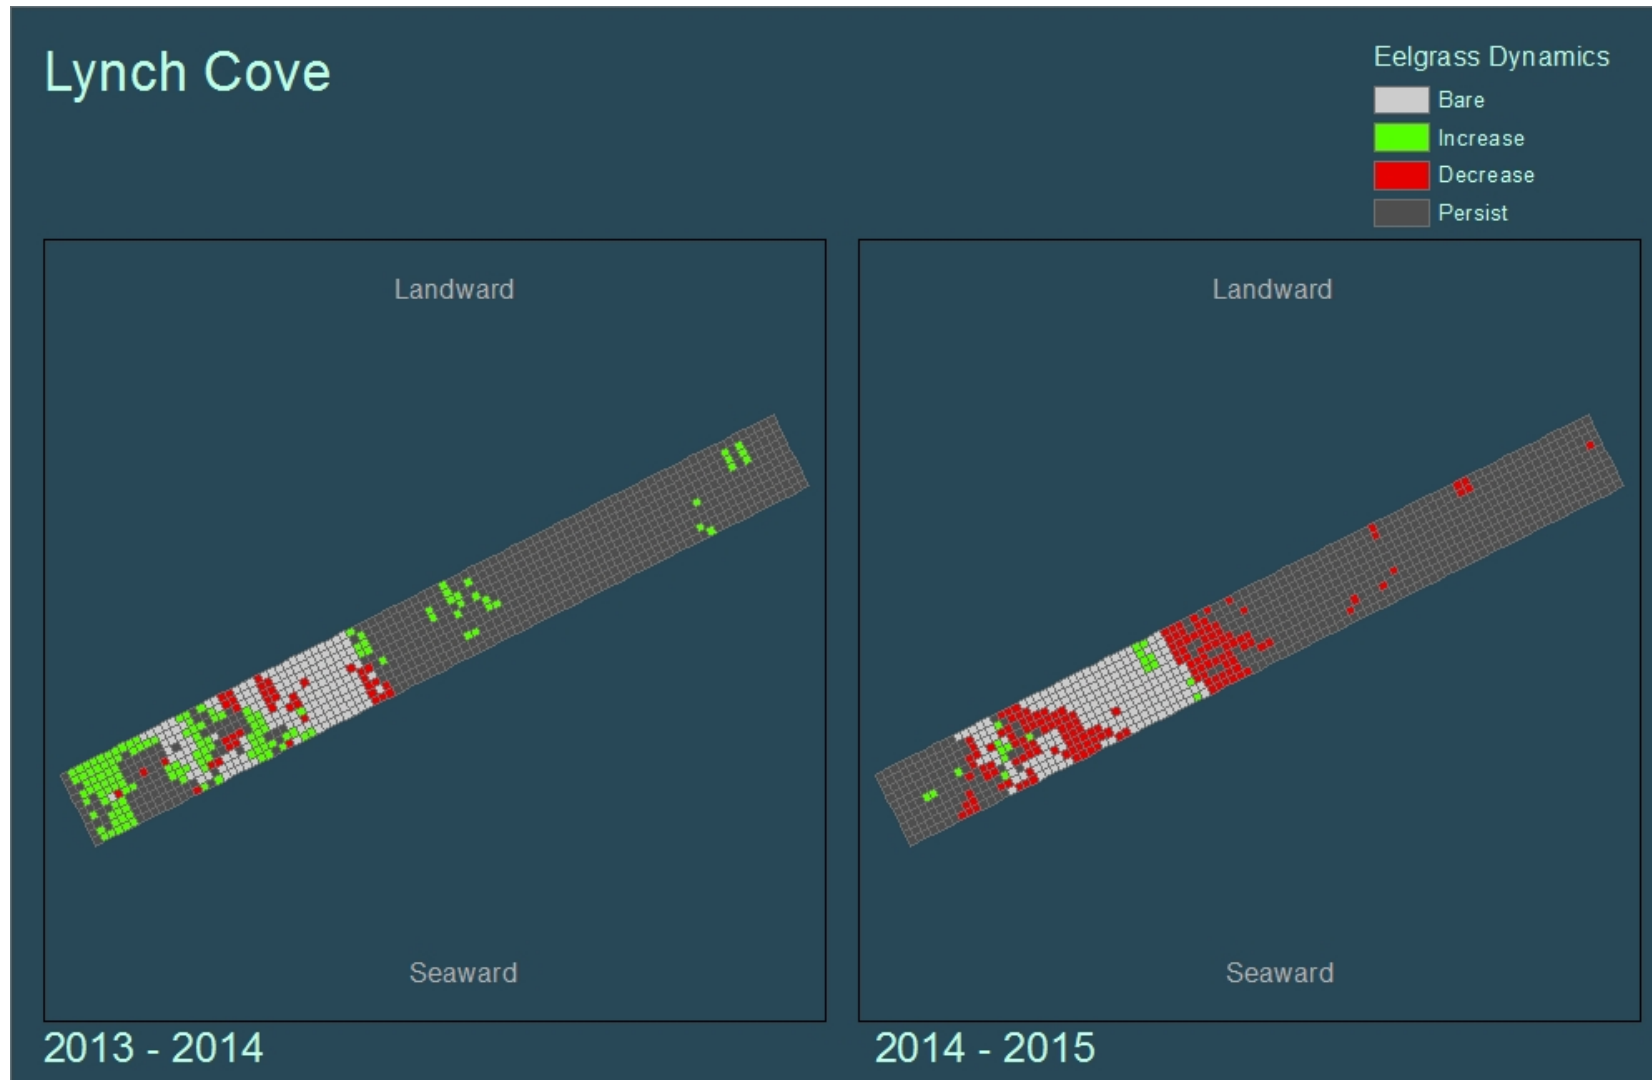 Lynch Cove
Eelgrass Dynamics
Bare
Increase
Decrease
Persist
Landward
Seaward
2013 - 2014
Landward
Seaward
2014 - 2015